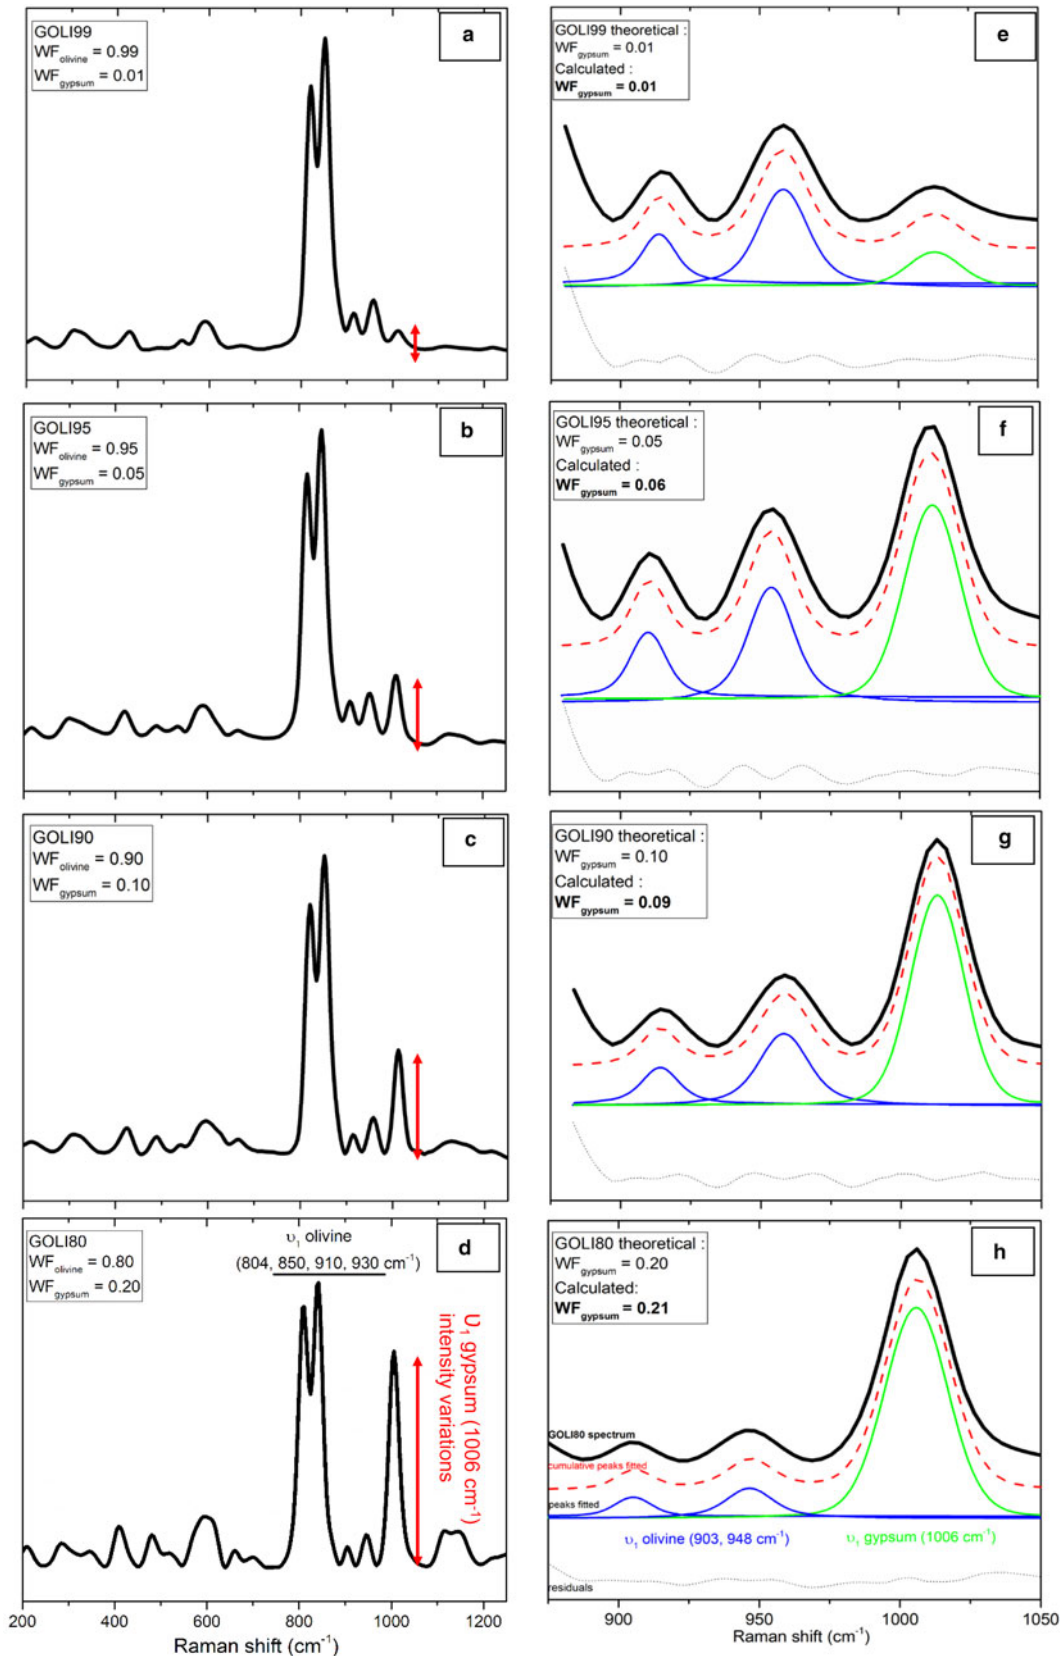 GOLI99
WFolivine = 0.99
WFgypsum = 0.01
a
GOLI99 theoretical :
WFgypsum = 0.01
Calculated :
WFgypsum = 0.01
e
GOLI95
WFolivine = 0.95
WFgypsum = 0.05
b
GOLI95 theoretical :
WFgypsum = 0.05
Calculated :
WFgypsum = 0.06
f
GOLI90
WFolivine = 0.90
WFgypsum = 0.10
c
GOLI90 theoretical :
WFgypsum = 0.10
Calculated :
WFgypsum = 0.09
g
GOLI80
WFolivine = 0.80
WFgypsum = 0.20
υ1 olivine
(804, 850, 910, 930 cm-1)
d
U1 gypsum (1006 cm-1)
intensity variations
GOLI80 theoretical :
WFgypsum = 0.20
Calculated:
WFgypsum = 0.21
h
GOLI80 spectrum
cumulative peaks fitted
peaks fitted
υ1 olivine (903, 948 cm-1)
υ1 gypsum (1006 cm-1)
residuals
200 400 600 800 1000 1200
Raman shift (cm-1)
900 950 1000 1050
Raman shift (cm-1)